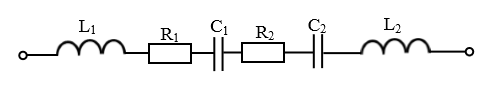 L₁ R₁ C₁ R₂ C₂ L₂